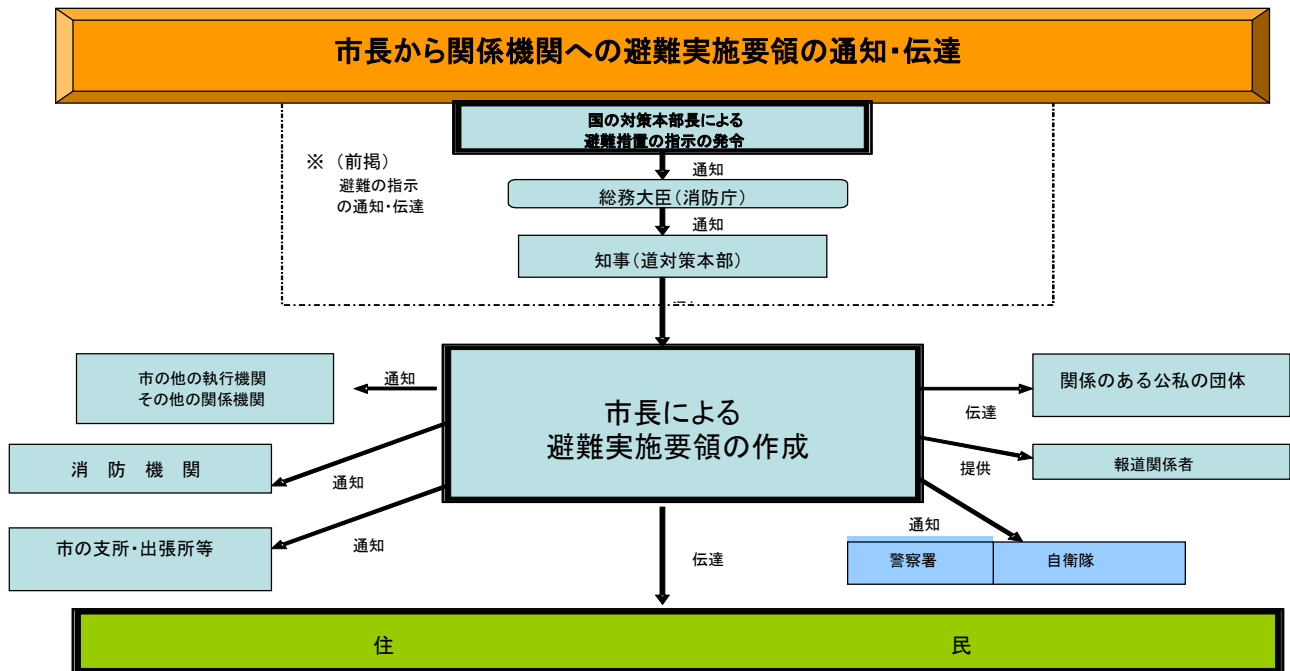 市長から関係機関への避難実施要領の通知・伝達
国の対策本部長による
避難措置の指示の発令
※(前掲)
避難の指示
の通知・伝達
通知
総務大臣(消防庁)
通知
知事(道対策本部)
市の他の執行機関
その他の関係機関
通知
市長による
避難実施要領の作成
関係のある公私の団体
伝達
消 防 機 関
通知
提供
報道関係者
市の支所・出張所等
通知
伝達
通知
警察署
自衛隊
住 民